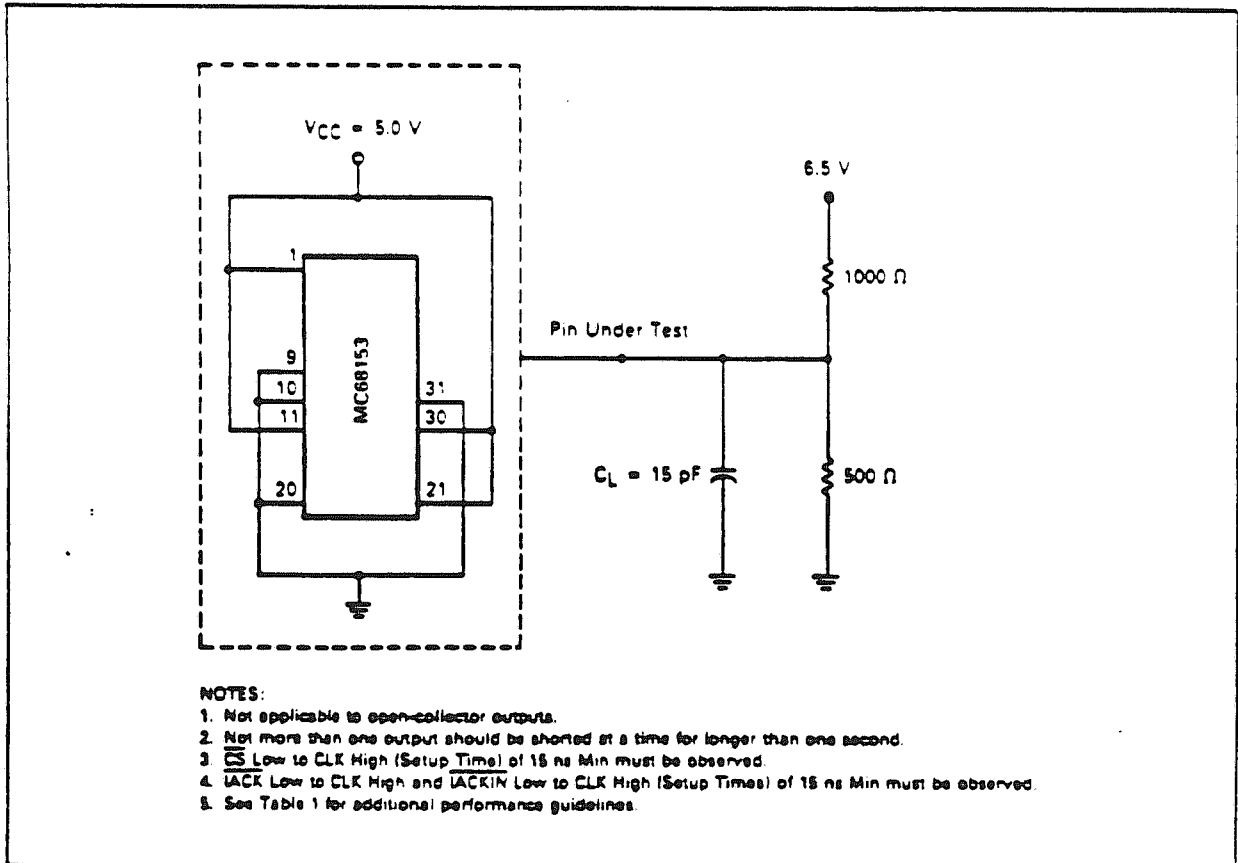 VCC = 5.0 V
6.5 V
1
1000 Ω
Pin Under Test
9
10
11
20
MC68153
31
30
21
CL = 15 pF
500 Ω
NOTES:
1. Not applicable to open-collector outputs.
2. Not more than one output should be shorted at a time for longer than one second.
3. CS Low to CLK High (Setup Time) of 15 ns Min must be observed.
4. IACK Low to CLK High and IACKIN Low to CLK High (Setup Times) of 15 ns Min must be observed.
5. See Table 1 for additional performance guidelines.